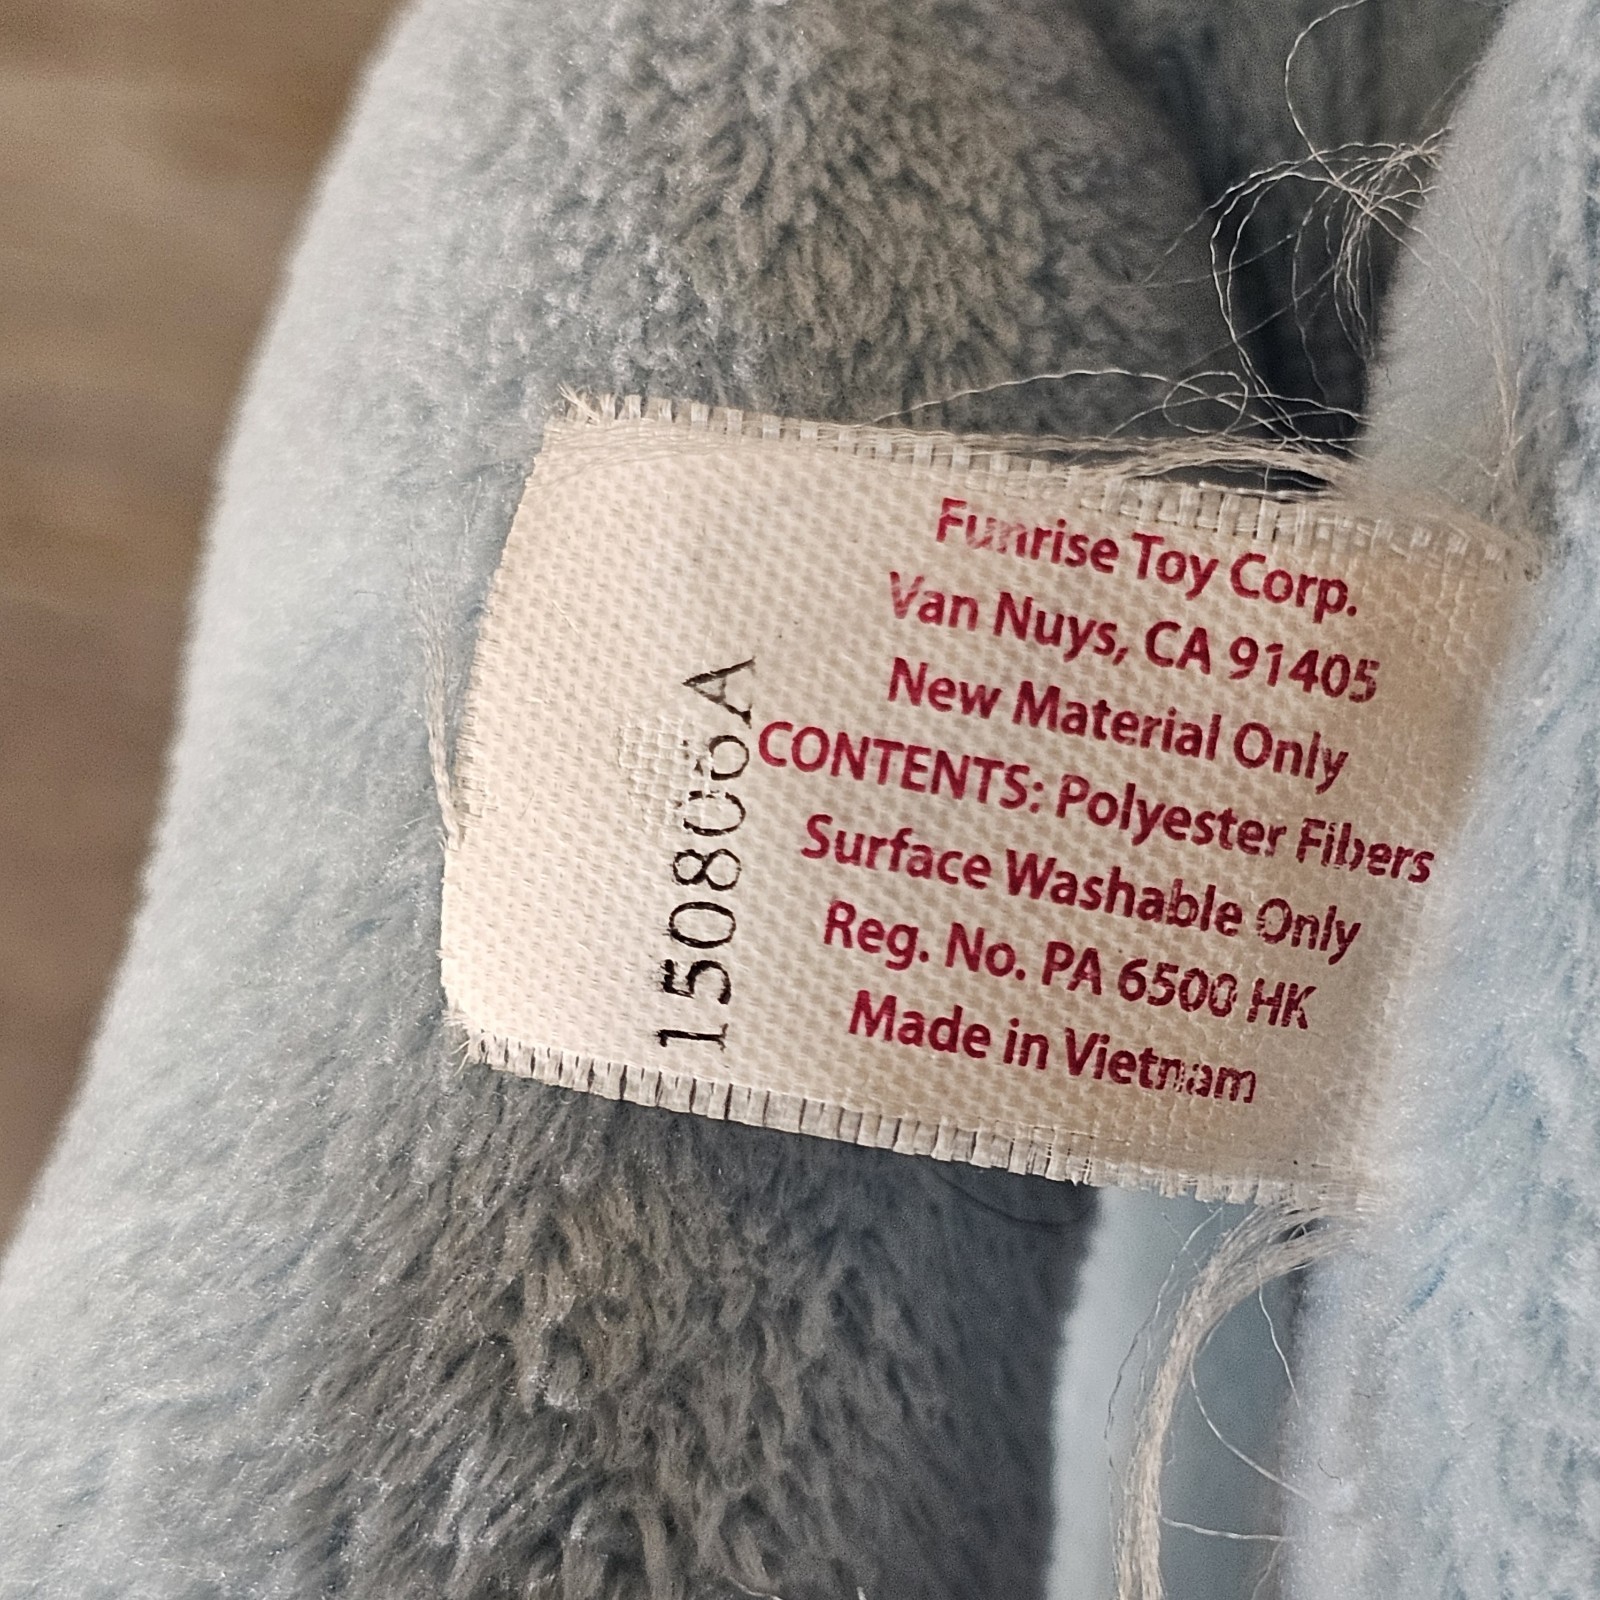 Funrise Toy Corp.
Van Nuys, CA 91405
New Material Only
CONTENTS: Polyester Fibers
Surface Washable Only
Reg. No. PA 6500 HK
Made in Vietnam